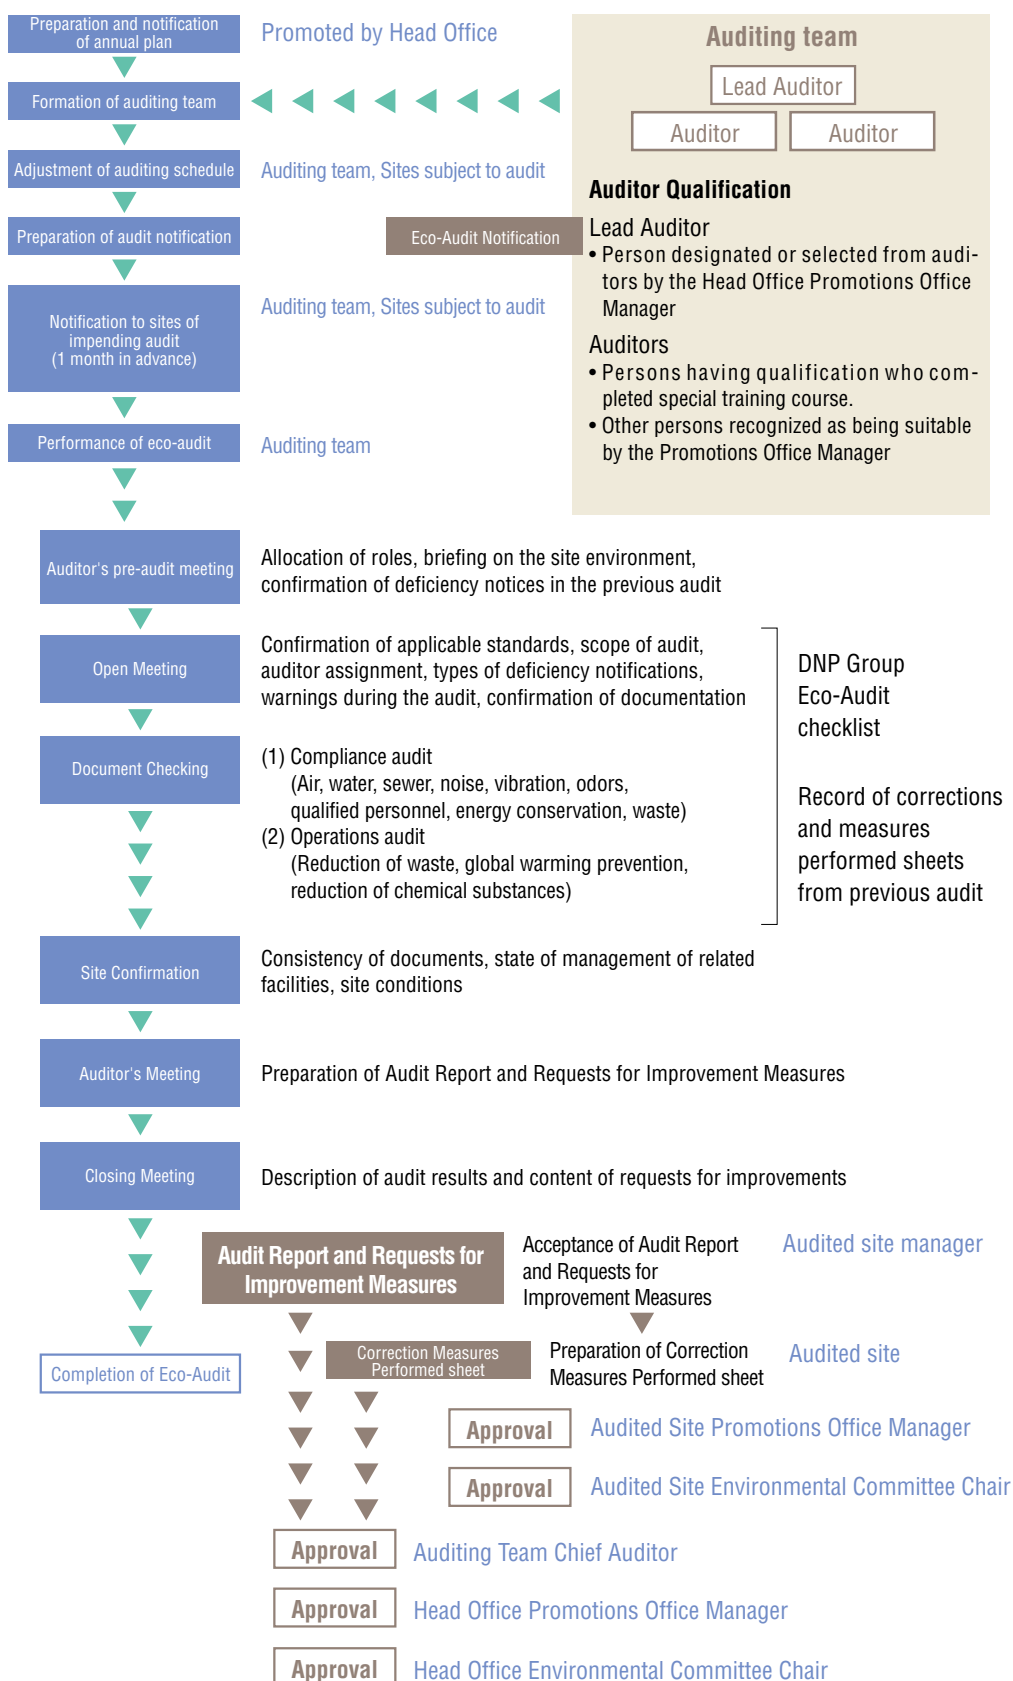 Preparation and notification
of annual plan
Promoted by Head Office
Formation of auditing team
Adjustment of auditing schedule
Auditing team, Sites subject to audit
Preparation of audit notification
Eco-Audit Notification
Notification to sites of
impending audit
(1 month in advance)
Auditing team, Sites subject to audit
Performance of eco-audit
Auditing team
Auditing team
Lead Auditor
Auditor
Auditor
Auditor Qualification
Lead Auditor
• Person designated or selected from audi-
tors by the Head Office Promotions Office
Manager
Auditors
• Persons having qualification who com-
pleted special training course.
• Other persons recognized as being suitable
by the Promotions Office Manager
Auditor's pre-audit meeting
Allocation of roles, briefing on the site environment,
confirmation of deficiency notices in the previous audit
Open Meeting
Confirmation of applicable standards, scope of audit,
auditor assignment, types of deficiency notifications,
warnings during the audit, confirmation of documentation
Document Checking
(1) Compliance audit
(Air, water, sewer, noise, vibration, odors,
qualified personnel, energy conservation, waste)
(2) Operations audit
(Reduction of waste, global warming prevention,
reduction of chemical substances)
DNP Group
Eco-Audit
checklist
Record of corrections
and measures
performed sheets
from previous audit
Site Confirmation
Consistency of documents, state of management of related
facilities, site conditions
Auditor's Meeting
Preparation of Audit Report and Requests for Improvement Measures
Closing Meeting
Description of audit results and content of requests for improvements
Audit Report and Requests for
Improvement Measures
Acceptance of Audit Report
and Requests for
Improvement Measures
Audited site manager
Completion of Eco-Audit
Correction Measures
Performed sheet
Preparation of Correction
Measures Performed sheet
Audited site
Approval
Audited Site Promotions Office Manager
Approval
Audited Site Environmental Committee Chair
Approval
Auditing Team Chief Auditor
Approval
Head Office Promotions Office Manager
Approval
Head Office Environmental Committee Chair